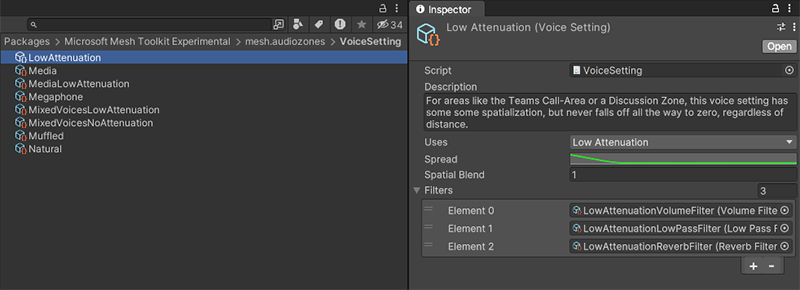 34
Packages > Microsoft Mesh Toolkit Experimental > mesh.audiozones > VoiceSetting
LowAttenuation
Media
MediaLowAttenuation
Megaphone
MixedVoicesLowAttenuation
MixedVoicesNoAttenuation
Muffled
Natural
Inspector
Low Attenuation (Voice Setting)
Open
Script VoiceSetting
Description
For areas like the Teams Call-Area or a Discussion Zone, this voice setting has
some some spatialization, but never falls off all the way to zero, regardless of
distance.
Uses Low Attenuation
Spread
Spatial Blend 1
Filters 3
Element 0 LowAttenuationVolumeFilter (Volume Filte
Element 1 LowAttenuationLowPassFilter (Low Pass F
Element 2 LowAttenuationReverbFilter (Reverb Filter